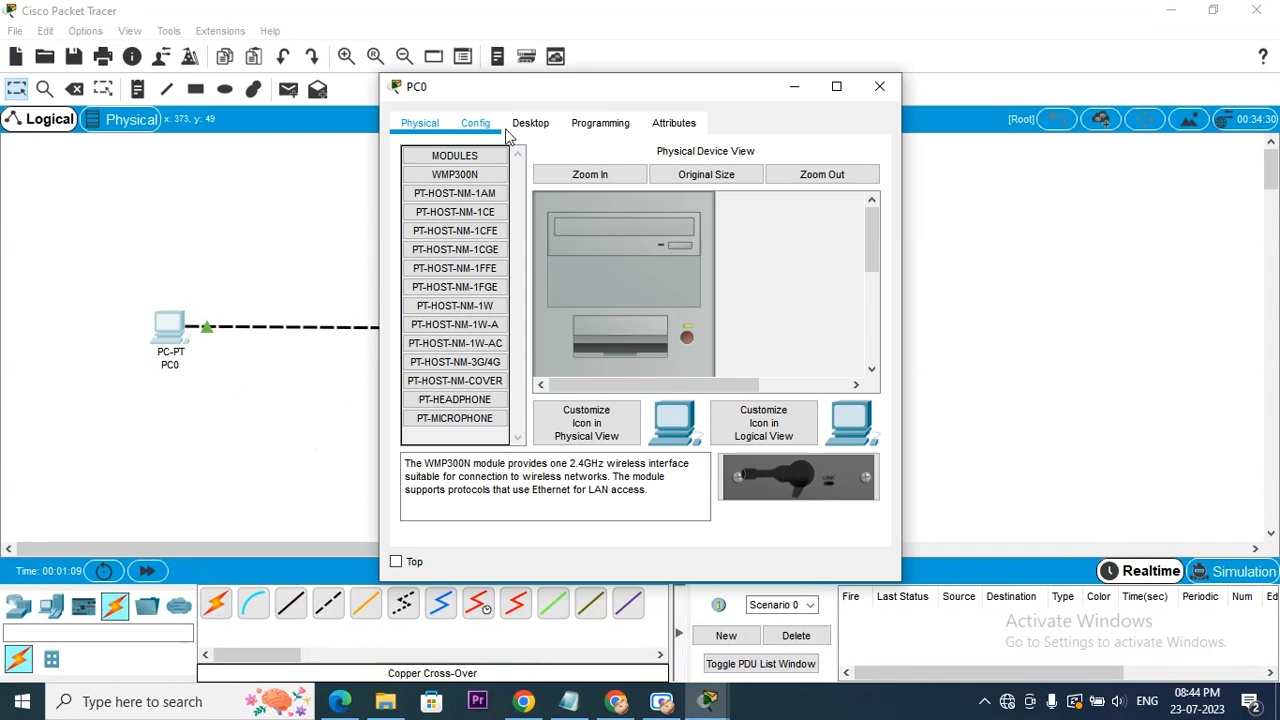 Cisco Packet Tracer
File Edit Options View Tools Extensions Help
Logical
Physical x: 373, y: 49
[Root]
00:34:30
PC-PT
PC0
PC0
Physical Config Desktop Programming Attributes
MODULES
WMP300N
PT-HOST-NM-1AM
PT-HOST-NM-1CE
PT-HOST-NM-1CFE
PT-HOST-NM-1CGE
PT-HOST-NM-1FFE
PT-HOST-NM-1FGE
PT-HOST-NM-1W
PT-HOST-NM-1W-A
PT-HOST-NM-1W-AC
PT-HOST-NM-3G/4G
PT-HOST-NM-COVER
PT-HEADPHONE
PT-MICROPHONE
Physical Device View
Zoom In Original Size Zoom Out
Customize
Icon in
Physical View
Customize
Icon in
Logical View
The WMP300N module provides one 2.4GHz wireless interface
suitable for connection to wireless networks. The module
supports protocols that use Ethernet for LAN access.
LINK
Top
Time: 00:01:09
Realtime Simulation
Copper Cross-Over
Scenario 0
New Delete
Toggle PDU List Window
Fire Last Status Source Destination Type Color Time(sec) Periodic Num Ed
Activate Windows
Go to Settings to activate Windows.
Type here to search
Pr
ENG
08:44 PM
23-07-2023
2